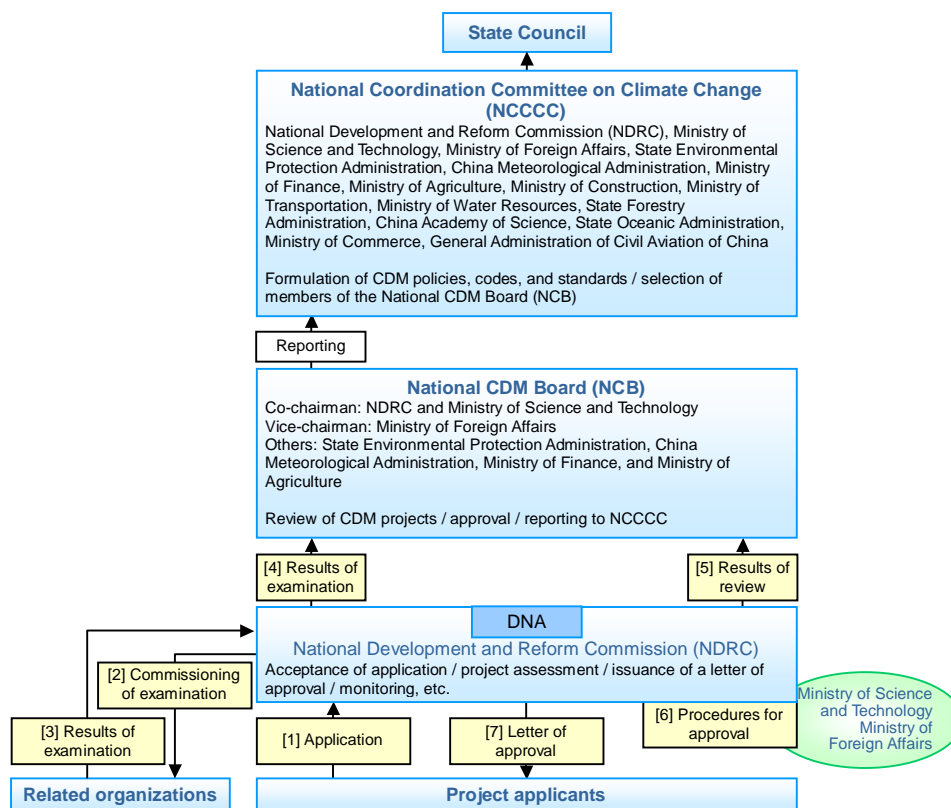 State Council
National Coordination Committee on Climate Change
(NCCCC)
National Development and Reform Commission (NDRC), Ministry of
Science and Technology, Ministry of Foreign Affairs, State Environmental
Protection Administration, China Meteorological Administration, Ministry
of Finance, Ministry of Agriculture, Ministry of Construction, Ministry of
Transportation, Ministry of Water Resources, State Forestry
Administration, China Academy of Science, State Oceanic Administration,
Ministry of Commerce, General Administration of Civil Aviation of China
Formulation of CDM policies, codes, and standards / selection of
members of the National CDM Board (NCB)
Reporting
National CDM Board (NCB)
Co-chairman: NDRC and Ministry of Science and Technology
Vice-chairman: Ministry of Foreign Affairs
Others: State Environmental Protection Administration, China
Meteorological Administration, Ministry of Finance, and Ministry of
Agriculture
Review of CDM projects / approval / reporting to NCCCC
[4] Results of
examination
[5] Results of
review
DNA
National Development and Reform Commission (NDRC)
Acceptance of application / project assessment / issuance of a letter of
approval / monitoring, etc.
[2] Commissioning
of examination
[3] Results of
examination
[1] Application
[7] Letter of
approval
[6] Procedures for
approval
Ministry of Science
and Technology
Ministry of
Foreign Affairs
Related organizations
Project applicants